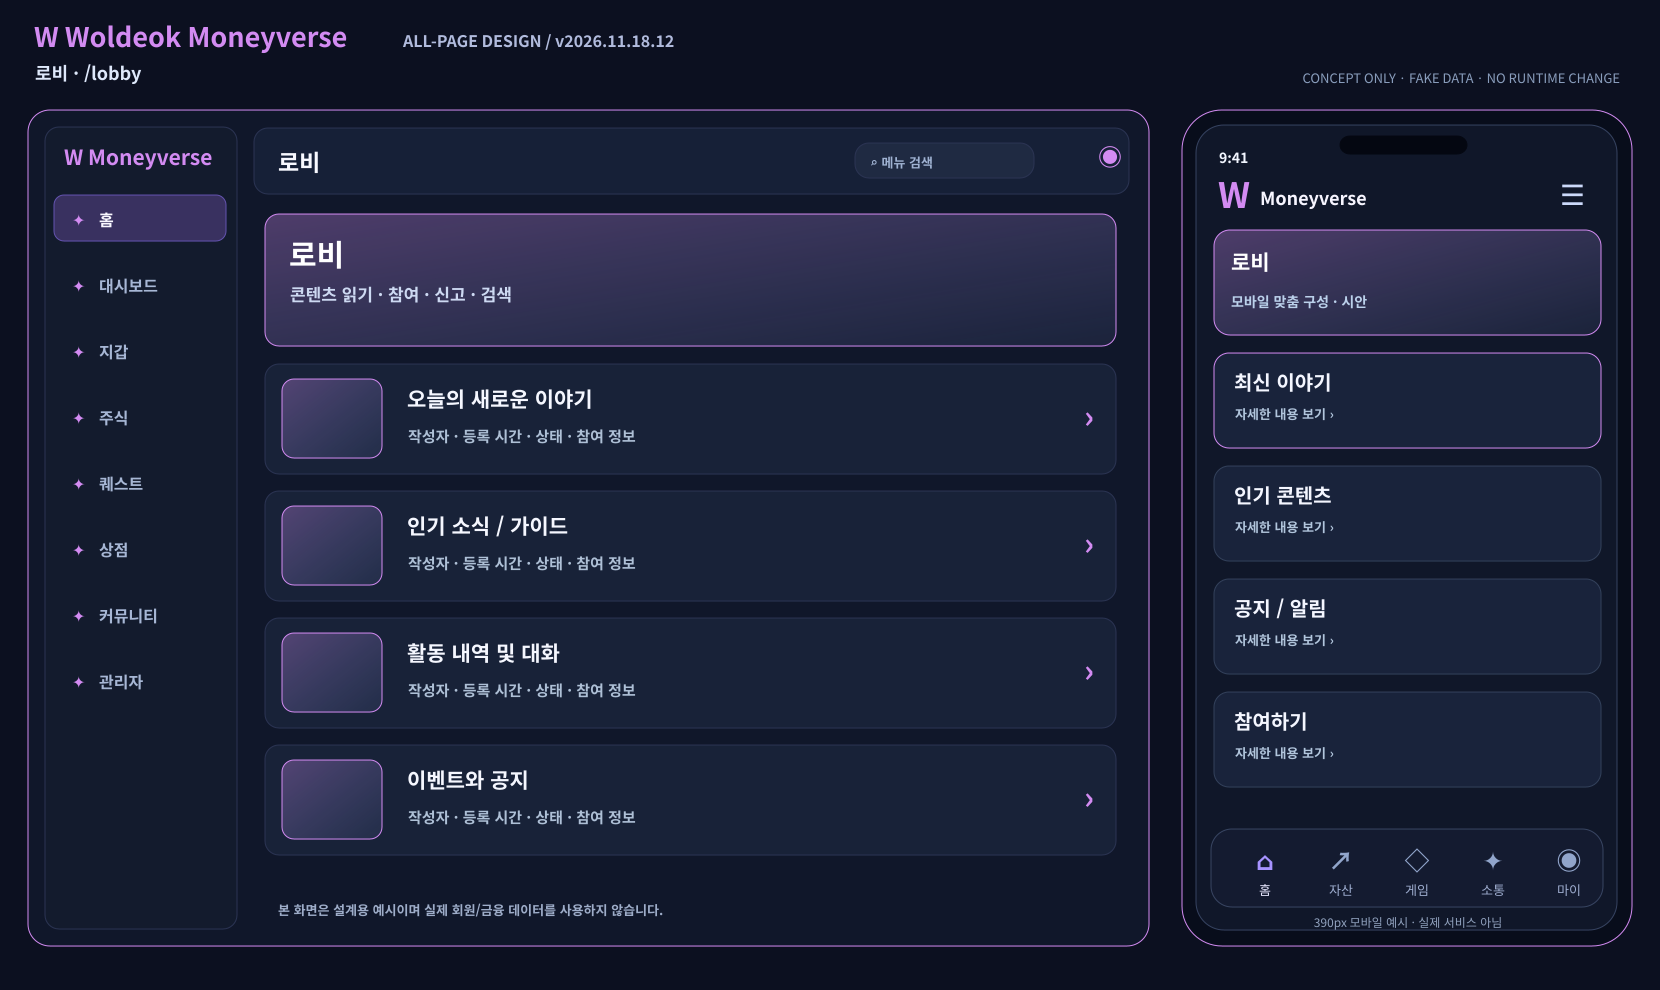 W Woldeok Moneyverse
ALL-PAGE DESIGN / v2026.11.18.12
로비 · /lobby
CONCEPT ONLY · FAKE DATA · NO RUNTIME CHANGE
W Moneyverse
홈
대시보드
지갑
주식
퀘스트
상점
커뮤니티
관리자
로비
메뉴 검색
로비
콘텐츠 읽기 · 참여 · 신고 · 검색
오늘의 새로운 이야기
작성자 · 등록 시간 · 상태 · 참여 정보
인기 소식 / 가이드
작성자 · 등록 시간 · 상태 · 참여 정보
활동 내역 및 대화
작성자 · 등록 시간 · 상태 · 참여 정보
이벤트와 공지
작성자 · 등록 시간 · 상태 · 참여 정보
본 화면은 설계용 예시이며 실제 회원/금융 데이터를 사용하지 않습니다.
9:41
W Moneyverse
로비
모바일 맞춤 구성 · 시안
최신 이야기
자세한 내용 보기 ›
인기 콘텐츠
자세한 내용 보기 ›
공지 / 알림
자세한 내용 보기 ›
참여하기
자세한 내용 보기 ›
홈 자산 게임 소통 마이
390px 모바일 예시 · 실제 서비스 아님